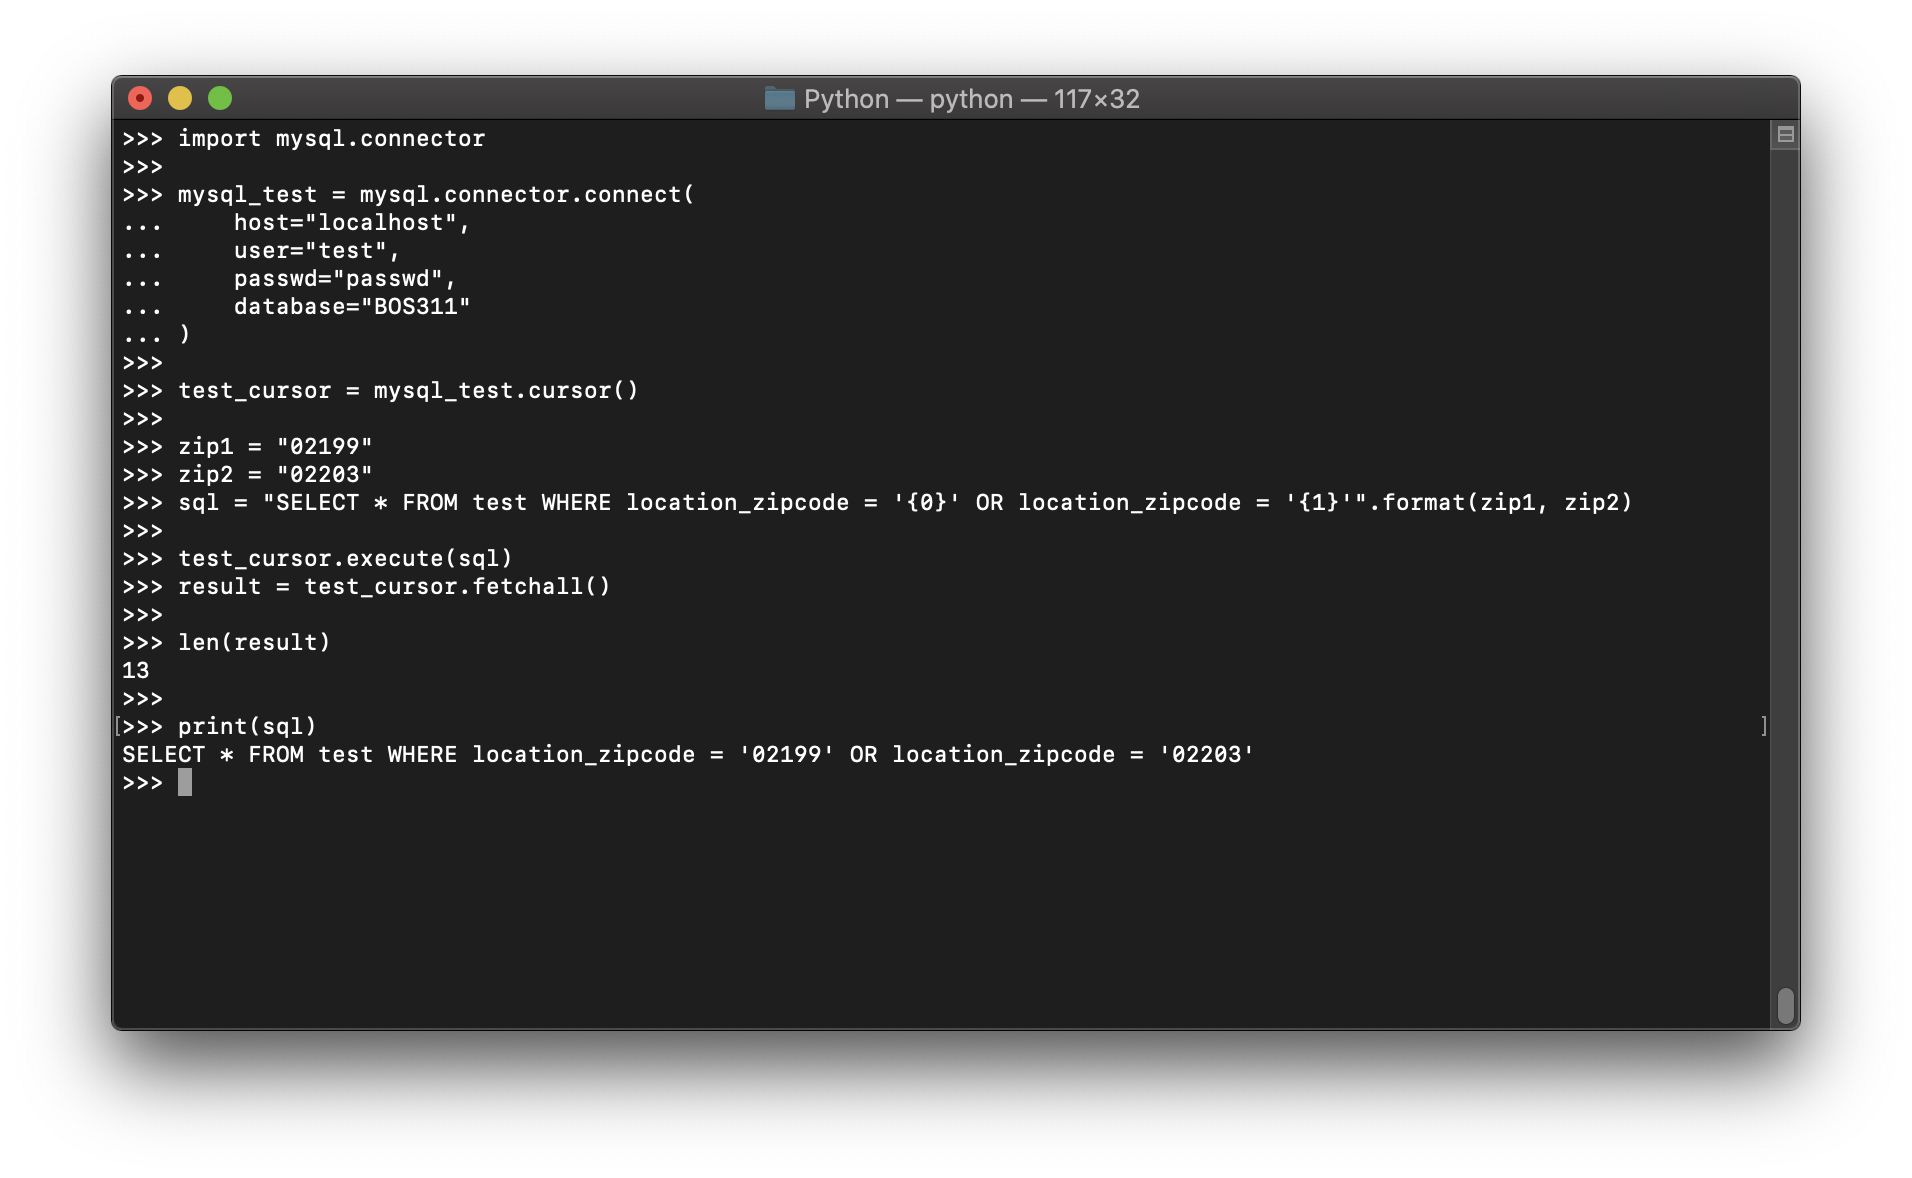 Python — python — 117×32
>>> import mysql.connector
>>>
>>> mysql_test = mysql.connector.connect(
...     host="localhost",
...     user="test",
...     passwd="passwd",
...     database="BOS311"
... )
>>>
>>> test_cursor = mysql_test.cursor()
>>>
>>> zip1 = "02199"
>>> zip2 = "02203"
>>> sql = "SELECT * FROM test WHERE location_zipcode = '{0}' OR location_zipcode = '{1}'".format(zip1, zip2)
>>>
>>> test_cursor.execute(sql)
>>> result = test_cursor.fetchall()
>>>
>>> len(result)
13
>>>
[>>> print(sql) ]
SELECT * FROM test WHERE location_zipcode = '02199' OR location_zipcode = '02203'
>>>